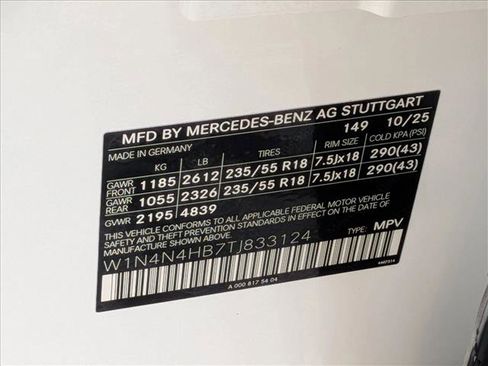 MFD BY MERCEDES-BENZ AG STUTTGART
MADE IN GERMANY 149 10/25
KG LB TIRES RIM SIZE COLD KPA (PSI)
GAWR FRONT 1185 2612 235/55 R18 7.5Jx18 290(43)
GAWR REAR 1055 2326 235/55 R18 7.5Jx18 290(43)
GVWR 2195 4839
THIS VEHICLE CONFORMS TO ALL APPLICABLE FEDERAL MOTOR VEHICLE
SAFETY STANDARDS IN EFFECT ON THE DATE OF MANUFACTURE SHOWN ABOVE.
W1N4N4HB7TJ833124 TYPE: MPV
A 000 817 54 04